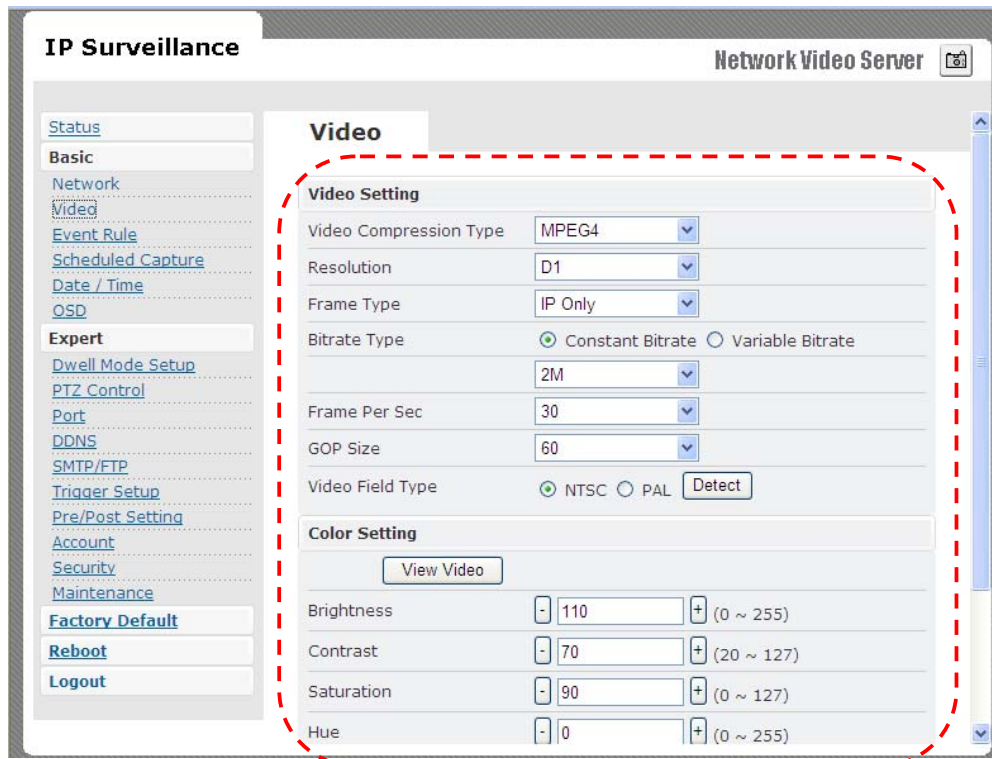 IP Surveillance
Network Video Server
Status
Basic
Network
Video
Event Rule
Scheduled Capture
Date / Time
OSD
Expert
Dwell Mode Setup
PTZ Control
Port
DDNS
SMTP/FTP
Trigger Setup
Pre/Post Setting
Account
Security
Maintenance
Factory Default
Reboot
Logout
Video
Video Setting
Video Compression Type MPEG4
Resolution D1
Frame Type IP Only
Bitrate Type Constant Bitrate Variable Bitrate
2M
Frame Per Sec 30
GOP Size 60
Video Field Type NTSC PAL Detect
Color Setting
View Video
Brightness - 110 + (0 ~ 255)
Contrast - 70 + (20 ~ 127)
Saturation - 90 + (0 ~ 127)
Hue - 0 + (0 ~ 255)